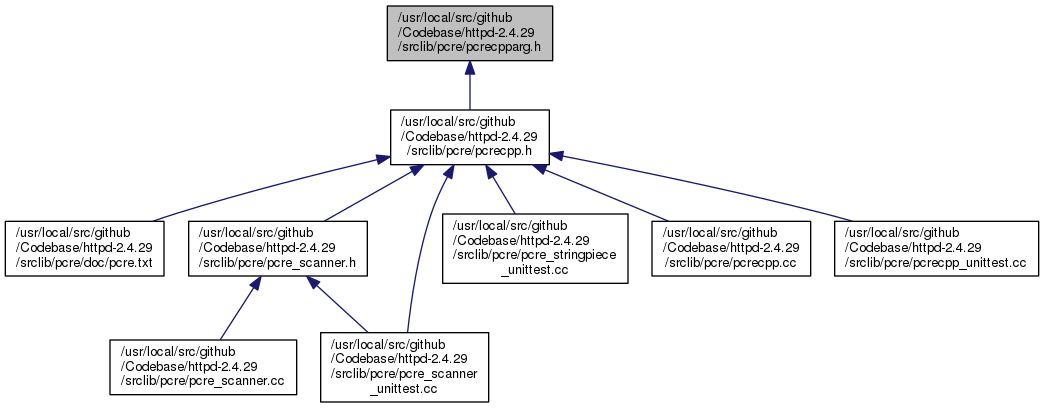 /usr/local/src/github
/Codebase/httpd-2.4.29
/srclib/pcre/pcrecpparg.h
/usr/local/src/github
/Codebase/httpd-2.4.29
/srclib/pcre/pcrecpp.h
/usr/local/src/github
/Codebase/httpd-2.4.29
/srclib/pcre/doc/pcre.txt
/usr/local/src/github
/Codebase/httpd-2.4.29
/srclib/pcre/pcre_scanner.h
/usr/local/src/github
/Codebase/httpd-2.4.29
/srclib/pcre/pcre_stringpiece
_unittest.cc
/usr/local/src/github
/Codebase/httpd-2.4.29
/srclib/pcre/pcrecpp.cc
/usr/local/src/github
/Codebase/httpd-2.4.29
/srclib/pcre/pcrecpp_unittest.cc
/usr/local/src/github
/Codebase/httpd-2.4.29
/srclib/pcre/pcre_scanner.cc
/usr/local/src/github
/Codebase/httpd-2.4.29
/srclib/pcre/pcre_scanner
_unittest.cc